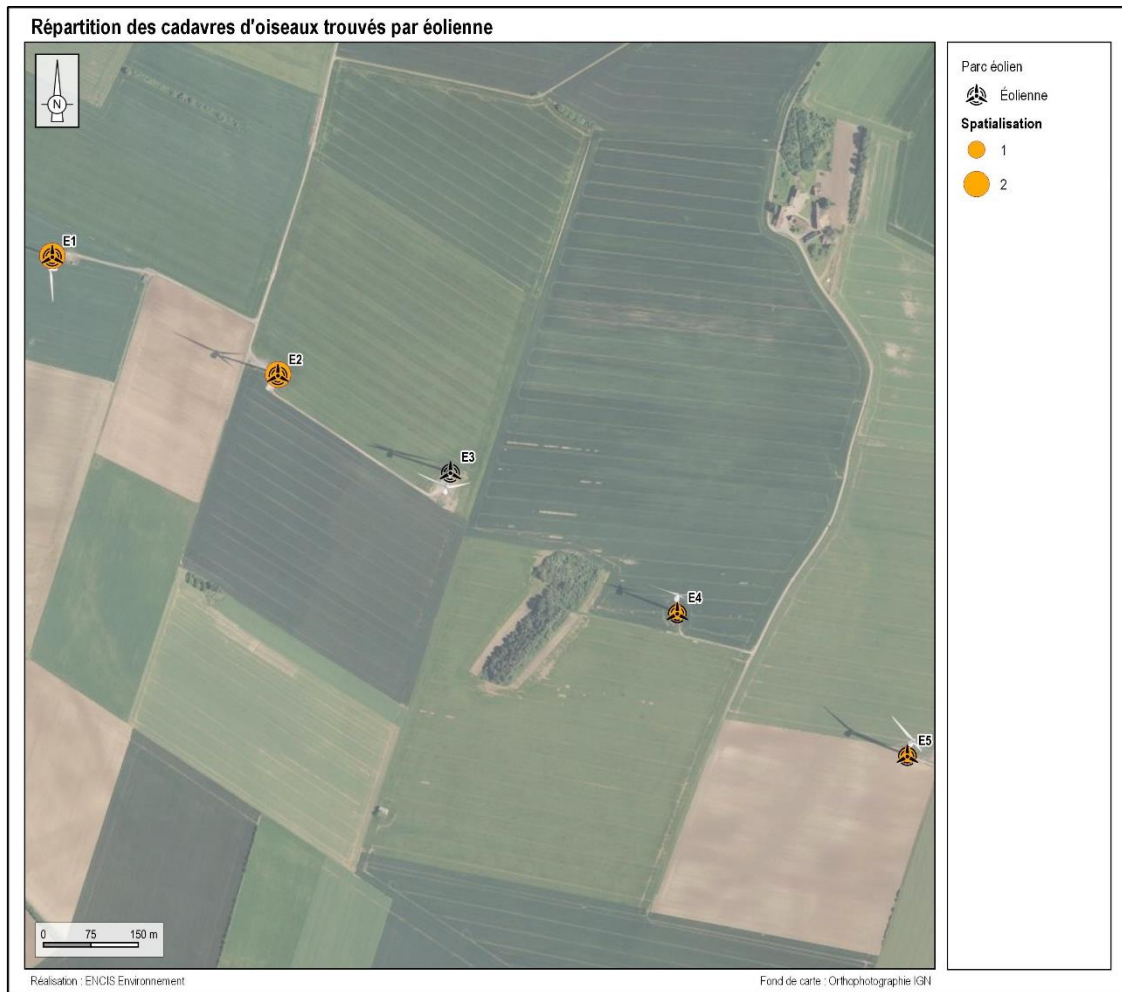 Répartition des cadavres d'oiseaux trouvés par éolienne
N
Parc éolien
Éolienne
Spatialisation
1
2
E1
E2
E3
E4
E5
0 75 150 m
Réalisation : ENCIS Environnement
Fond de carte : Orthophotographie IGN